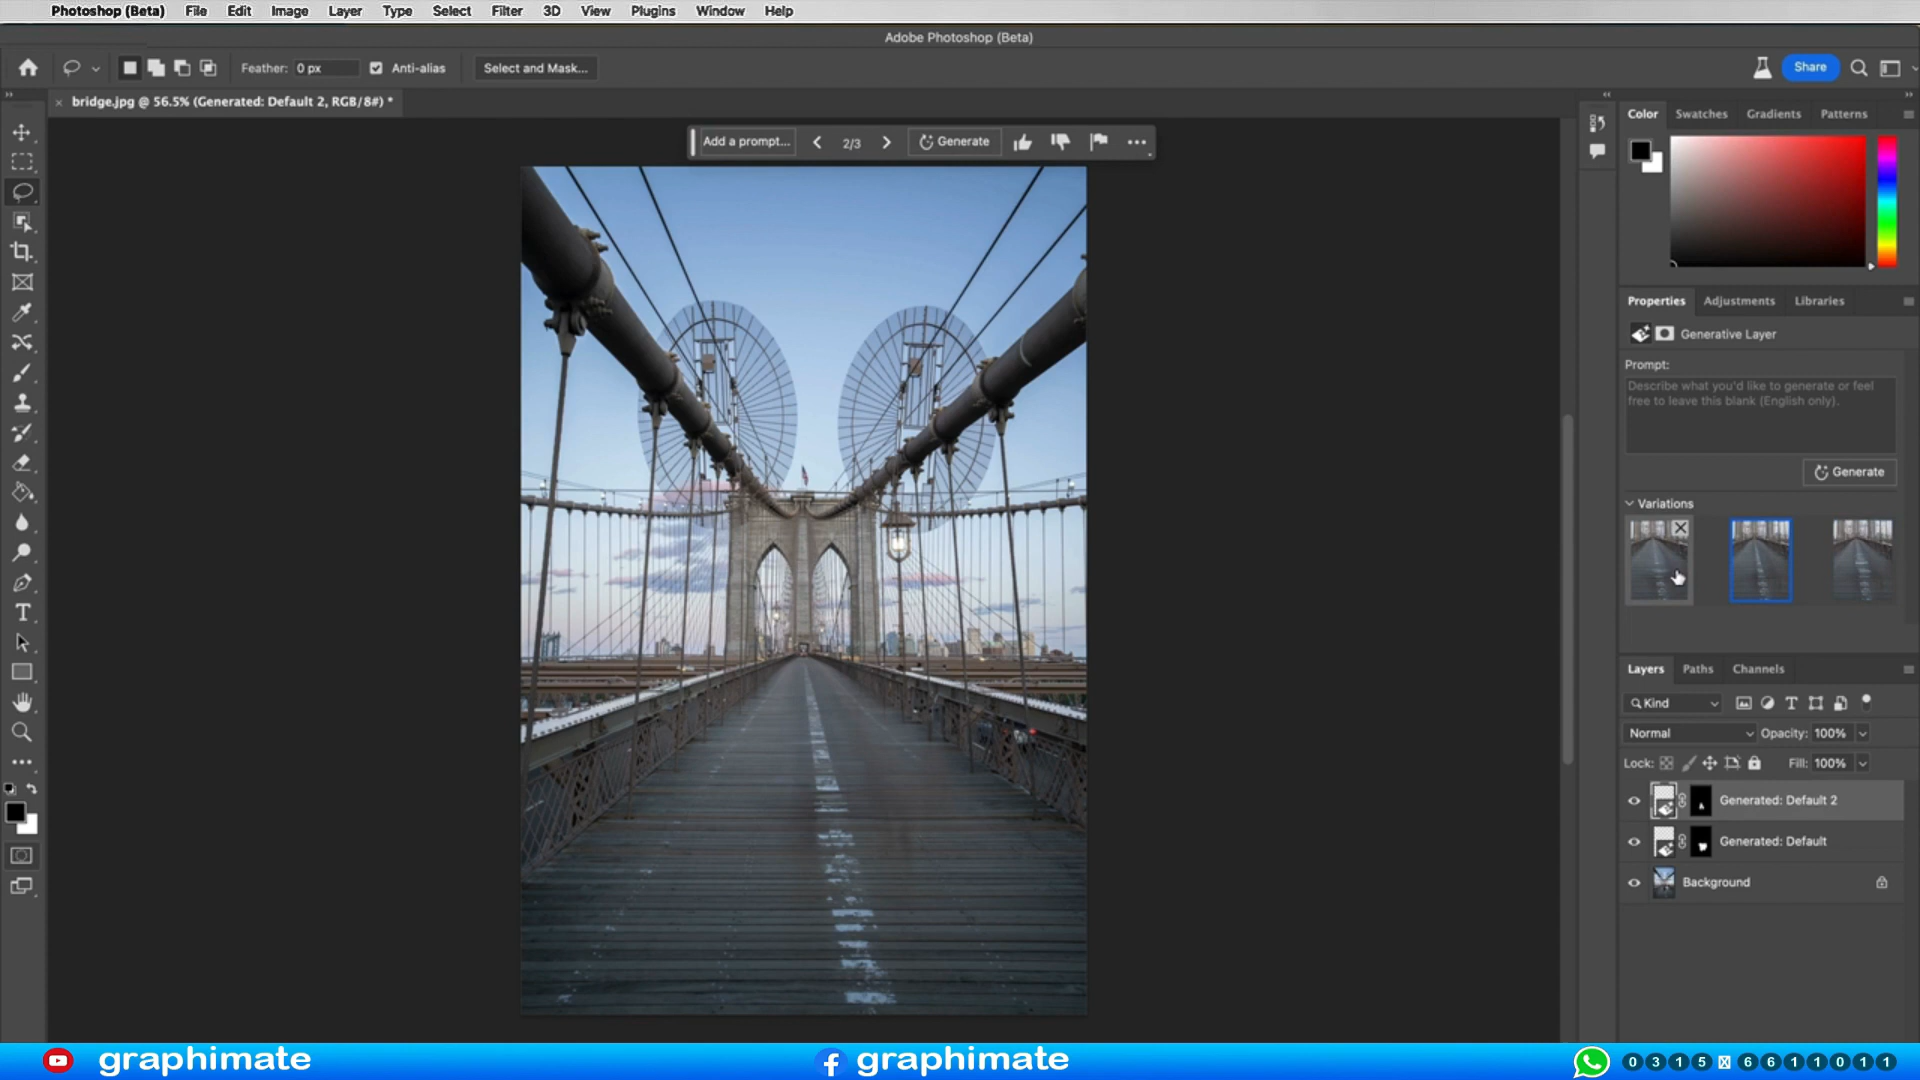 Photoshop (Beta) File Edit Image Layer Type Select Filter 3D View Plugins Window Help
Adobe Photoshop (Beta)
Feather: 0 px Anti-alias Select and Mask... Share
bridge.jpg @ 56.5% (Generated: Default 2, RGB/8#) *
Color Swatches Gradients Patterns
Add a prompt... 2/3 Generate
Properties Adjustments Libraries
Generative Layer
Prompt:
Describe what you'd like to generate or feel
free to leave this blank (English only).
Generate
Variations
Layers Paths Channels
Kind
Normal Opacity: 100%
Lock: Fill: 100%
Generated: Default 2
Generated: Default
Background
graphimate graphimate 0315 6611011